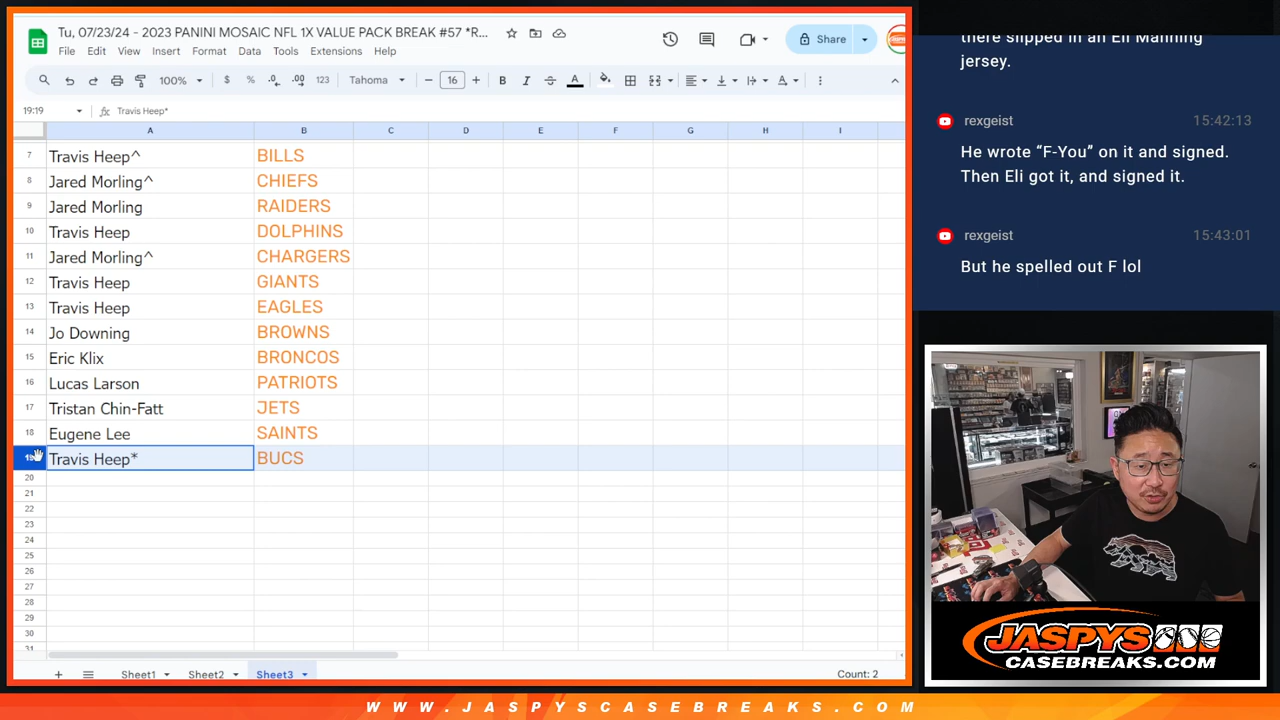 Tu, 07/23/24 - 2023 PANINI MOSAIC NFL 1X VALUE PACK BREAK #57 *R...
File Edit View Insert Format Data Tools Extensions Help
Share
100% $ % .0 .00 123 Tahoma 16 B I A
19:19 fx Travis Heep*
A B C D E F G H I
7 Travis Heep^ BILLS
8 Jared Morling^ CHIEFS
9 Jared Morling RAIDERS
10 Travis Heep DOLPHINS
11 Jared Morling^ CHARGERS
12 Travis Heep GIANTS
13 Travis Heep EAGLES
14 Jo Downing BROWNS
15 Eric Klix BRONCOS
16 Lucas Larson PATRIOTS
17 Tristan Chin-Fatt JETS
18 Eugene Lee SAINTS
19 Travis Heep* BUCS
20
21
22
23
24
25
26
27
28
29
30
31
Sheet1 Sheet2 Sheet3 Count: 2
there slipped in an Eli Manning
jersey.
rexgeist 15:42:13
He wrote “F-You” on it and signed.
Then Eli got it, and signed it.
rexgeist 15:43:01
But he spelled out F lol
JASPYS
CASEBREAKS.COM
WWW.JASPYSCASEBREAKS.COM